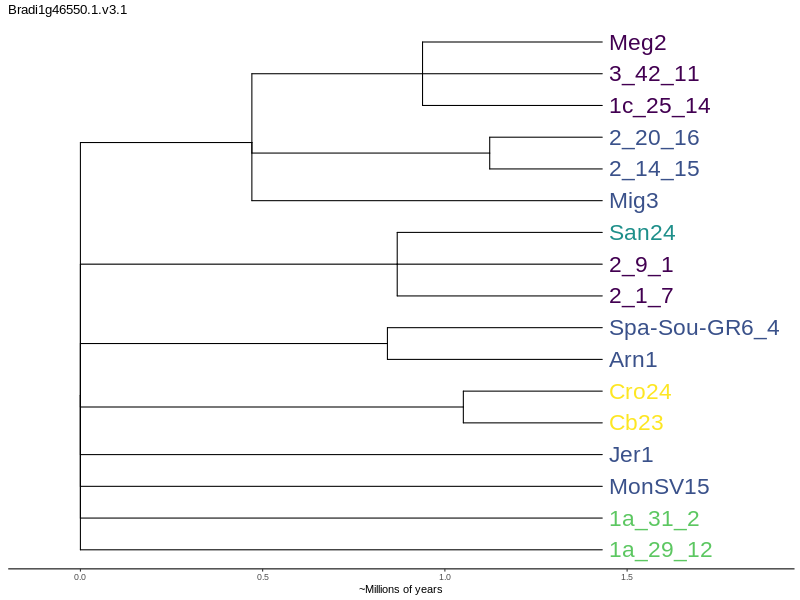 Bradi1g46550.1.v3.1
Meg2
3_42_11
1c_25_14
2_20_16
2_14_15
Mig3
San24
2_9_1
2_1_7
Spa-Sou-GR6_4
Arn1
Cro24
Cb23
Jer1
MonSV15
1a_31_2
1a_29_12
0.0 0.5 1.0 1.5
~Millions of years